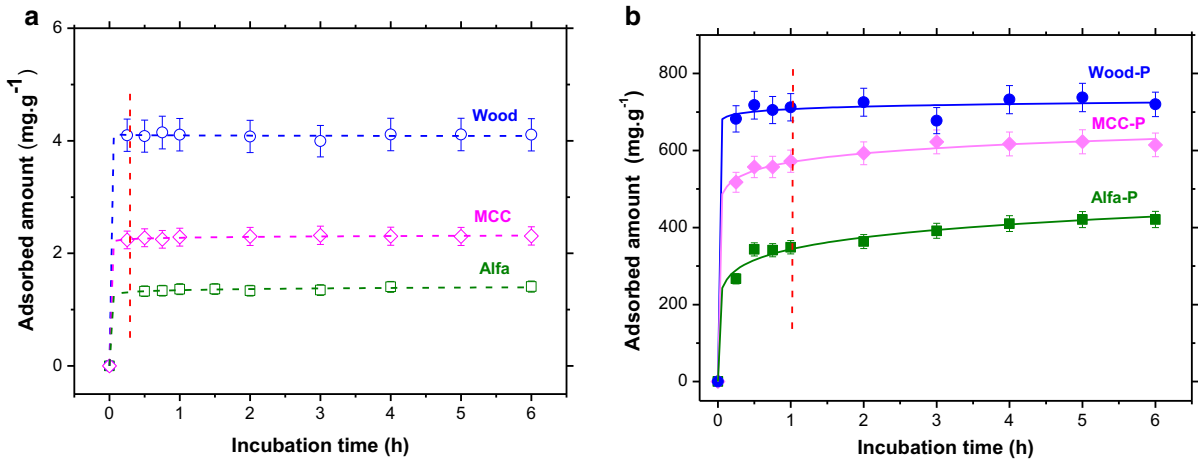 a
Adsorbed amount (mg.g⁻¹)
6
4
2
0
Wood
MCC
Alfa
0 1 2 3 4 5 6
Incubation time (h)
b
Adsorbed amount (mg.g⁻¹)
800
600
400
200
0
Wood-P
MCC-P
Alfa-P
0 1 2 3 4 5 6
Incubation time (h)